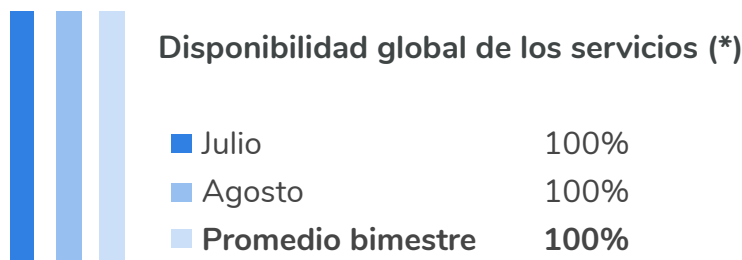 Disponibilidad global de los servicios (*)
Julio 100%
Agosto 100%
Promedio bimestre 100%